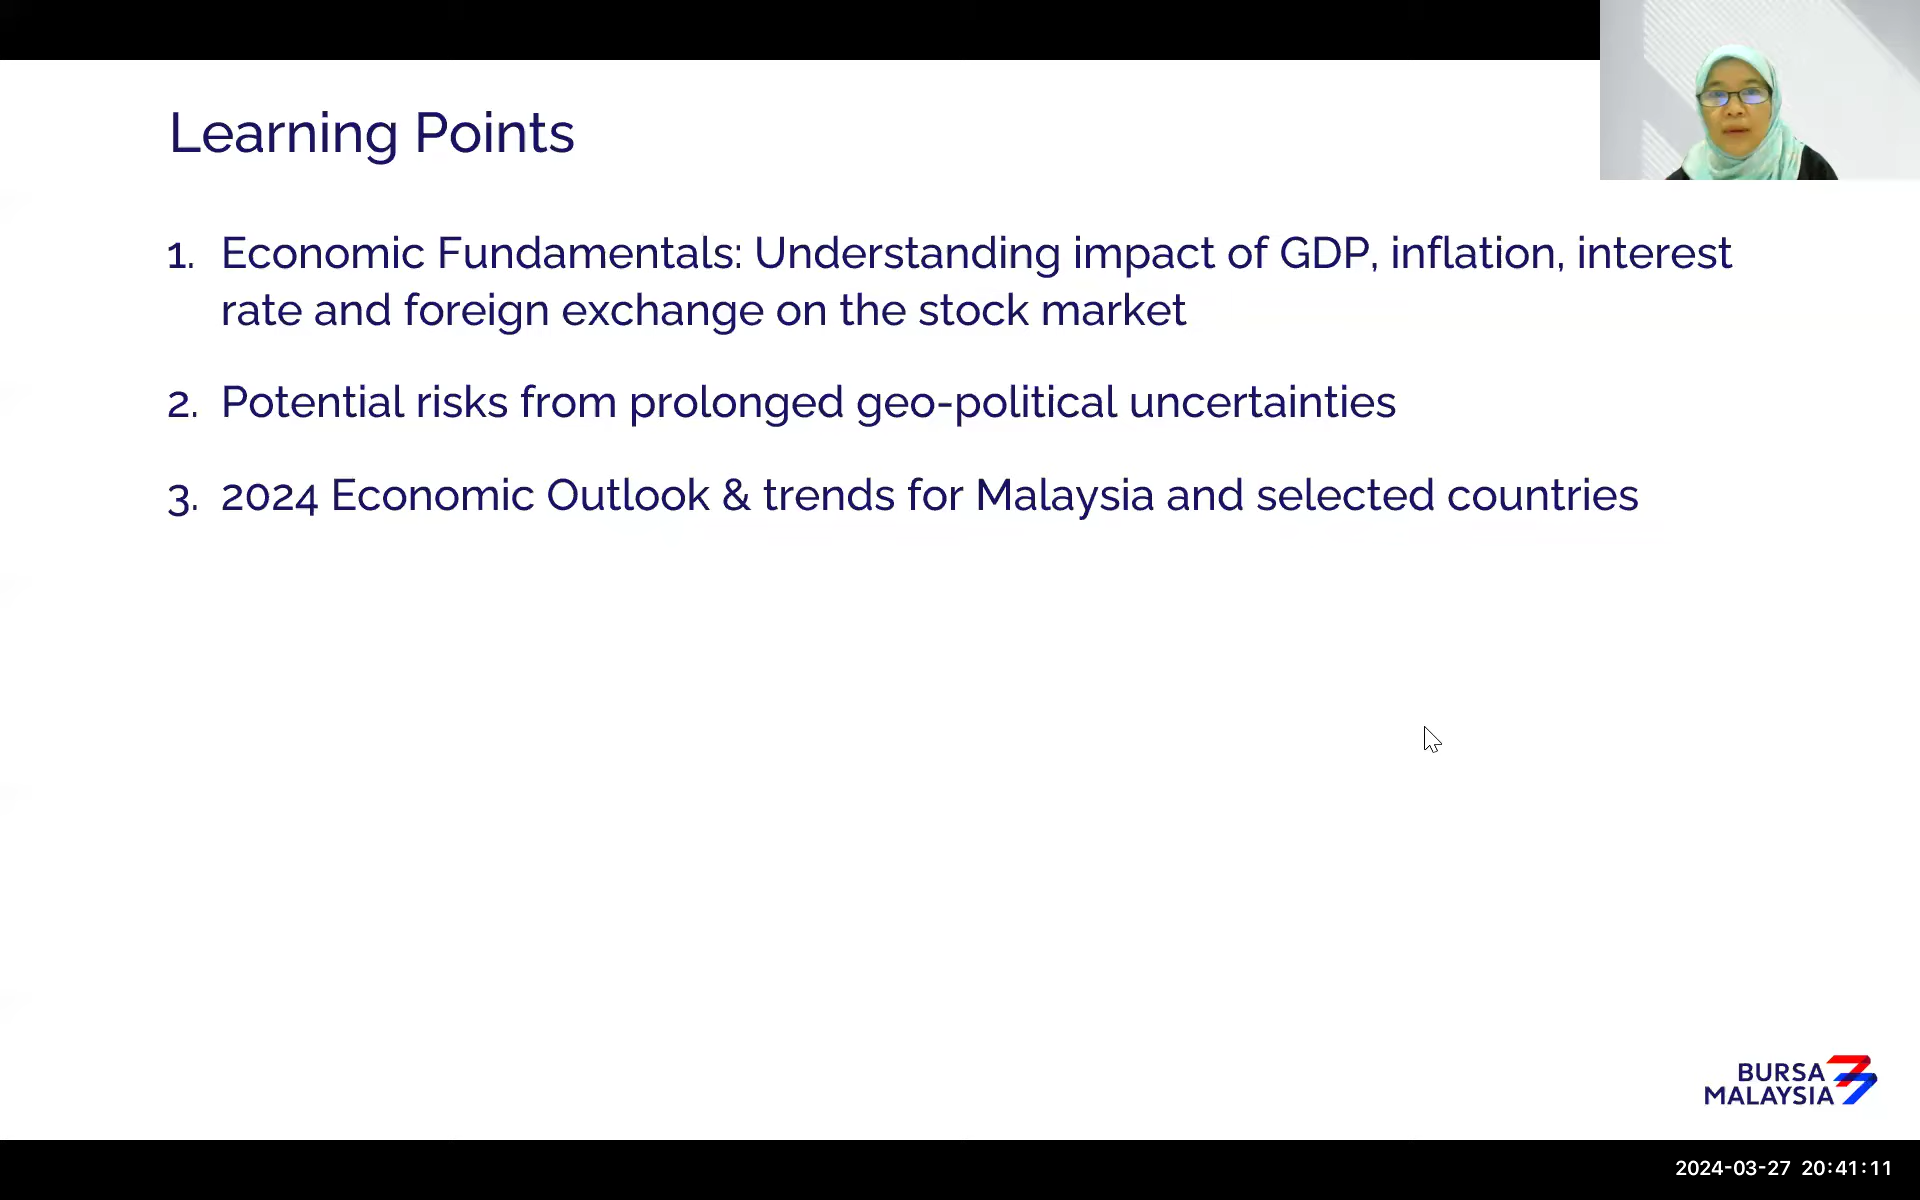 Learning Points
1. Economic Fundamentals: Understanding impact of GDP, inflation, interest
rate and foreign exchange on the stock market
2. Potential risks from prolonged geo-political uncertainties
3. 2024 Economic Outlook & trends for Malaysia and selected countries
BURSA
MALAYSIA
2024-03-27 20:41:11